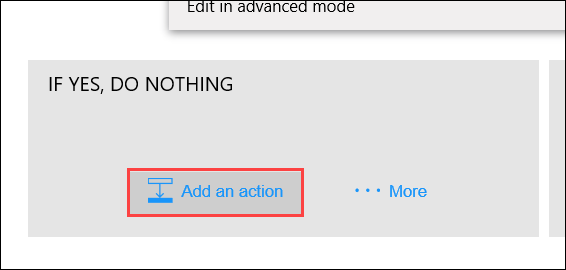 Edit in advanced mode
IF YES, DO NOTHING
Add an action
••• More